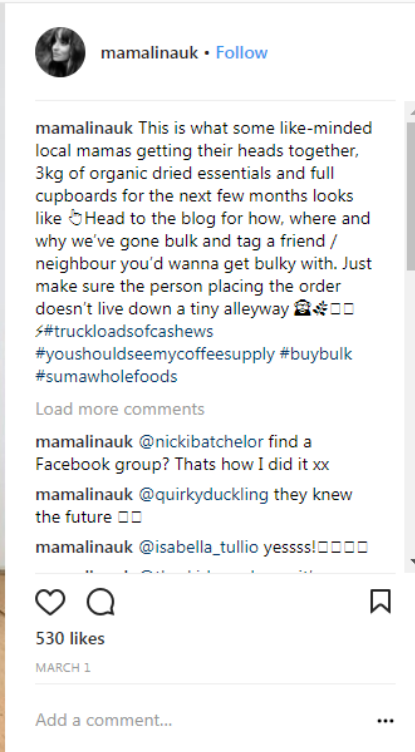 mamalinauk • Follow
mamalinauk This is what some like-minded
local mamas getting their heads together,
3kg of organic dried essentials and full
cupboards for the next few months looks
like 👆Head to the blog for how, where and
why we've gone bulk and tag a friend /
neighbour you'd wanna get bulky with. Just
make sure the person placing the order
doesn't live down a tiny alleyway
⚡#truckloadsofcashews
#youshouldseemycoffeesupply #buybulk
#sumawholefoods
Load more comments
mamalinauk @nickibatchelor find a
Facebook group? Thats how I did it xx
mamalinauk @quirkyduckling they knew
the future
mamalinauk @isabella_tullio yessss!
530 likes
MARCH 1
Add a comment...